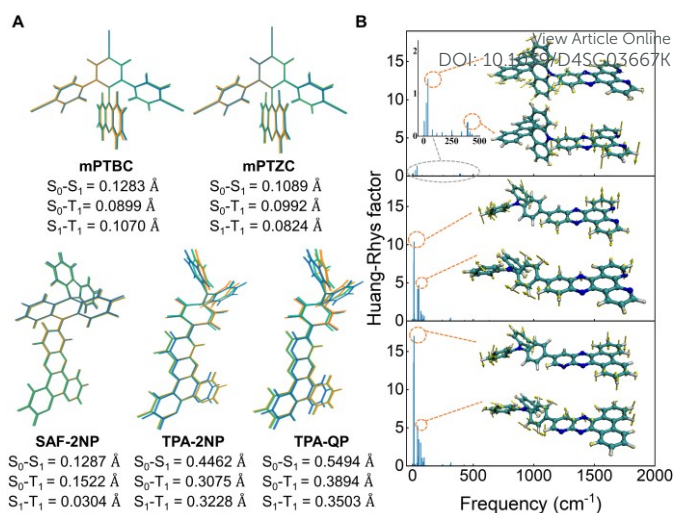 A
mPTBC
S₀-S₁ = 0.1283 Å
S₀-T₁ = 0.0899 Å
S₁-T₁ = 0.1070 Å
mPTZC
S₀-S₁ = 0.1089 Å
S₀-T₁ = 0.0992 Å
S₁-T₁ = 0.0824 Å
SAF-2NP
S₀-S₁ = 0.1287 Å
S₀-T₁ = 0.1522 Å
S₁-T₁ = 0.0304 Å
TPA-2NP
S₀-S₁ = 0.4462 Å
S₀-T₁ = 0.3075 Å
S₁-T₁ = 0.3228 Å
TPA-QP
S₀-S₁ = 0.5494 Å
S₀-T₁ = 0.3894 Å
S₁-T₁ = 0.3503 Å
B
View Article Online
DOI: 10.1039/D4SC03667K
Huang-Rhys factor
15
10
5
0
2
1
0
0 250 500
15
10
5
0
15
10
5
0
0 500 1000 1500 2000
Frequency (cm⁻¹)